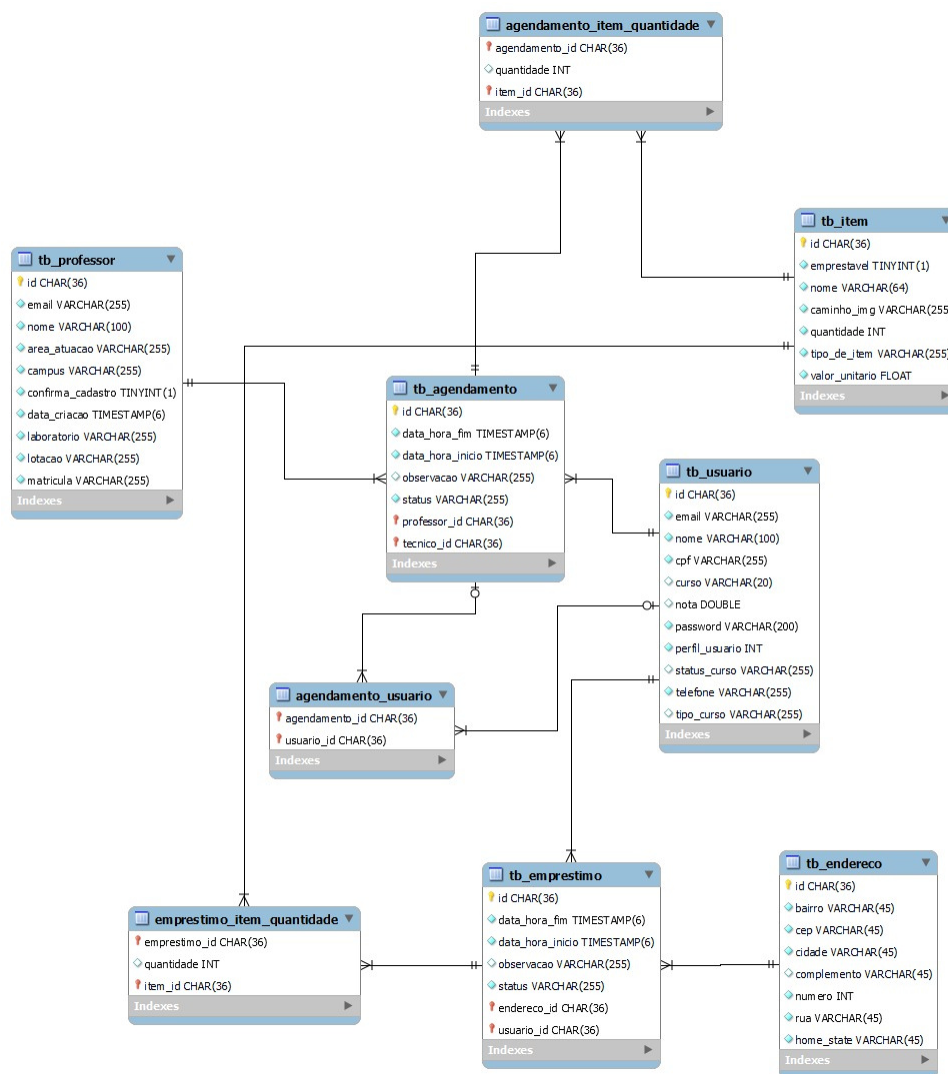 agendamento_item_quantidade
agendamento_id CHAR(36)
quantidade INT
item_id CHAR(36)
Indexes
tb_item
id CHAR(36)
emprestavel TINYINT(1)
nome VARCHAR(64)
caminho_img VARCHAR(255
quantidade INT
tipo_de_item VARCHAR(255)
valor_unitario FLOAT
Indexes
tb_professor
id CHAR(36)
email VARCHAR(255)
nome VARCHAR(100)
area_atuacao VARCHAR(255)
campus VARCHAR(255)
confirma_cadastro TINYINT(1)
data_criacao TIMESTAMP(6)
laboratorio VARCHAR(255)
lotacao VARCHAR(255)
matricula VARCHAR(255)
Indexes
tb_agendamento
id CHAR(36)
data_hora_fim TIMESTAMP(6)
data_hora_inicio TIMESTAMP(6)
observacao VARCHAR(255)
status VARCHAR(255)
professor_id CHAR(36)
tecnico_id CHAR(36)
Indexes
tb_usuario
id CHAR(36)
email VARCHAR(255)
nome VARCHAR(100)
cpf VARCHAR(255)
curso VARCHAR(20)
nota DOUBLE
password VARCHAR(200)
perfil_usuario INT
status_curso VARCHAR(255)
telefone VARCHAR(255)
tipo_curso VARCHAR(255)
Indexes
agendamento_usuario
agendamento_id CHAR(36)
usuario_id CHAR(36)
Indexes
emprestimo_item_quantidade
emprestimo_id CHAR(36)
quantidade INT
item_id CHAR(36)
Indexes
tb_emprestimo
id CHAR(36)
data_hora_fim TIMESTAMP(6)
data_hora_inicio TIMESTAMP(6)
observacao VARCHAR(255)
status VARCHAR(255)
endereco_id CHAR(36)
usuario_id CHAR(36)
Indexes
tb_endereco
id CHAR(36)
bairro VARCHAR(45)
cep VARCHAR(45)
cidade VARCHAR(45)
complemento VARCHAR(45)
numero INT
rua VARCHAR(45)
home_state VARCHAR(45)
Indexes